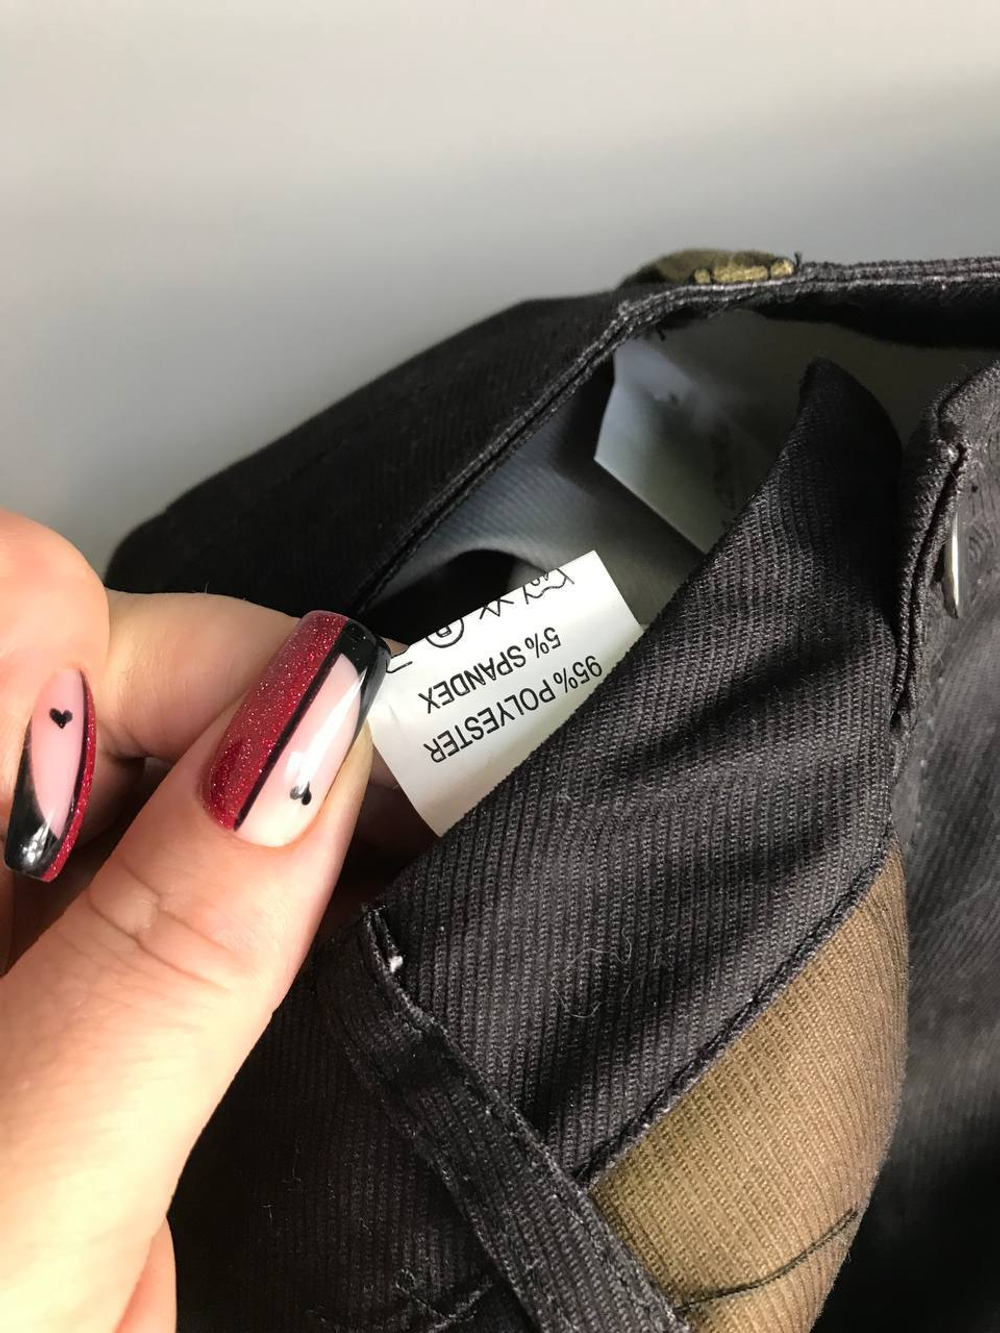 95% POLYESTER
5% SPANDEX